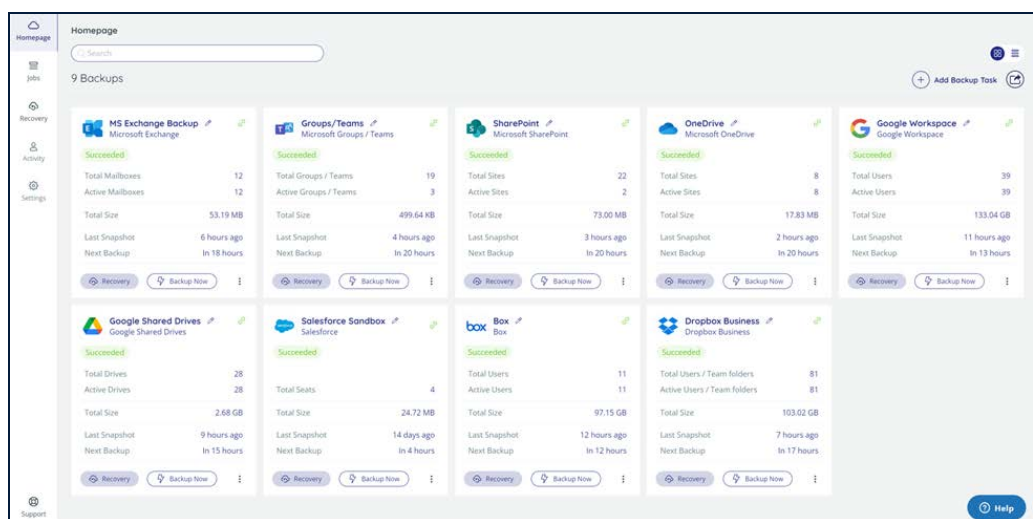 Homepage
Jobs
Recovery
Activity
Settings
Support
Homepage
Search
9 Backups
Add Backup Task
MS Exchange Backup
Microsoft Exchange
Succeeded
Total Mailboxes 12
Active Mailboxes 12
Total Size 53.19 MB
Last Snapshot 6 hours ago
Next Backup In 18 hours
Recovery Backup Now
Groups/Teams
Microsoft Groups / Teams
Succeeded
Total Groups / Teams 19
Active Groups / Teams 3
Total Size 499.64 KB
Last Snapshot 4 hours ago
Next Backup In 20 hours
Recovery Backup Now
SharePoint
Microsoft SharePoint
Succeeded
Total Sites 22
Active Sites 2
Total Size 73.00 MB
Last Snapshot 3 hours ago
Next Backup In 20 hours
Recovery Backup Now
OneDrive
Microsoft OneDrive
Succeeded
Total Sites 8
Active Sites 8
Total Size 17.83 MB
Last Snapshot 2 hours ago
Next Backup In 20 hours
Recovery Backup Now
Google Workspace
Google Workspace
Succeeded
Total Users 39
Active Users 39
Total Size 133.04 GB
Last Snapshot 11 hours ago
Next Backup In 13 hours
Recovery Backup Now
Google Shared Drives
Google Shared Drives
Succeeded
Total Drives 28
Active Drives 28
Total Size 2.68 GB
Last Snapshot 9 hours ago
Next Backup In 15 hours
Recovery Backup Now
Salesforce Sandbox
Salesforce
Succeeded
Total Seats 4
Total Size 24.72 MB
Last Snapshot 14 days ago
Next Backup In 4 hours
Recovery Backup Now
box
Box
Box
Succeeded
Total Users 11
Active Users 11
Total Size 97.15 GB
Last Snapshot 12 hours ago
Next Backup In 12 hours
Recovery Backup Now
Dropbox Business
Dropbox Business
Succeeded
Total Users / Team folders 81
Active Users / Team folders 81
Total Size 103.02 GB
Last Snapshot 7 hours ago
Next Backup In 17 hours
Recovery Backup Now
Help